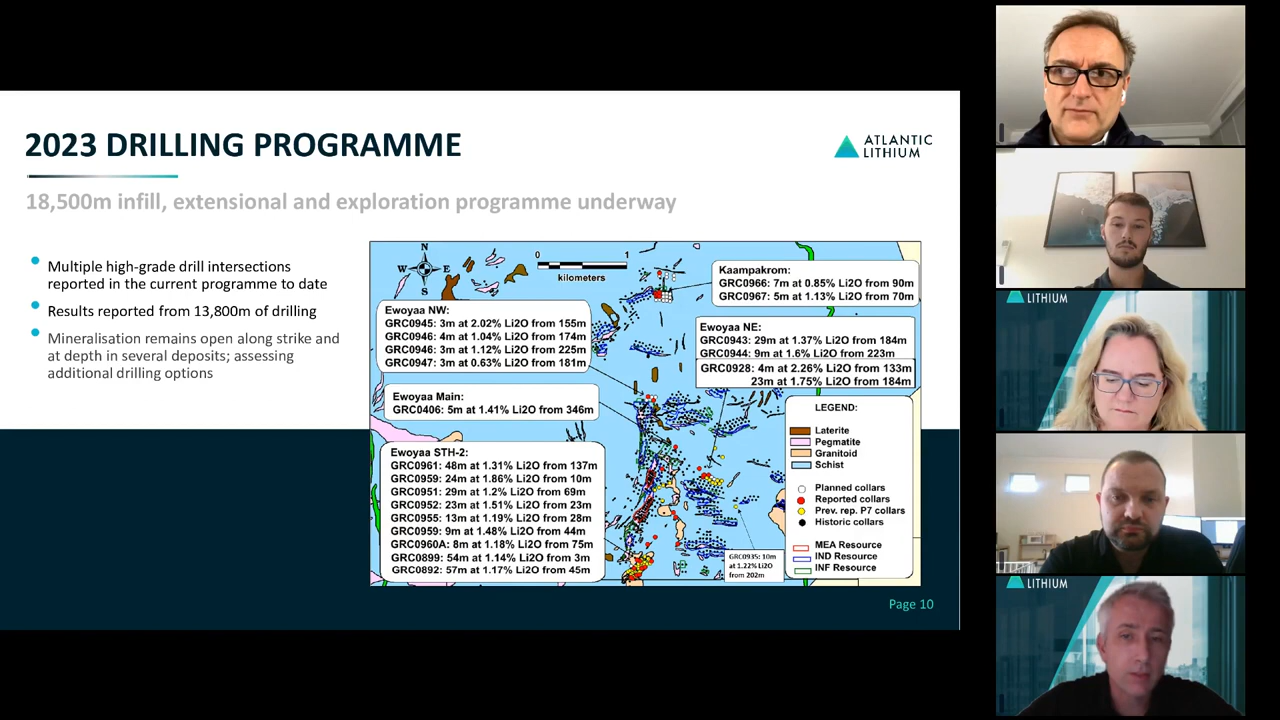 2023 DRILLING PROGRAMME
ATLANTIC
LITHIUM
18,500m infill, extensional and exploration programme underway
Multiple high-grade drill intersections
reported in the current programme to date
Results reported from 13,800m of drilling
Mineralisation remains open along strike and
at depth in several deposits; assessing
additional drilling options
N
W E
S
0 1
kilometers
Kaampakrom:
GRC0966: 7m at 0.85% Li2O from 90m
GRC0967: 5m at 1.13% Li2O from 70m
Ewoyaa NW:
GRC0945: 3m at 2.02% Li2O from 155m
GRC0946: 4m at 1.04% Li2O from 174m
GRC0946: 3m at 1.12% Li2O from 225m
GRC0947: 3m at 0.63% Li2O from 181m
Ewoyaa NE:
GRC0943: 29m at 1.37% Li2O from 184m
GRC0944: 9m at 1.6% Li2O from 223m
GRC0928: 4m at 2.26% Li2O from 133m
23m at 1.75% Li2O from 184m
Ewoyaa Main:
GRC0406: 5m at 1.41% Li2O from 346m
Ewoyaa STH-2:
GRC0961: 48m at 1.31% Li2O from 137m
GRC0959: 24m at 1.86% Li2O from 10m
GRC0951: 29m at 1.2% Li2O from 69m
GRC0952: 23m at 1.51% Li2O from 23m
GRC0955: 13m at 1.19% Li2O from 28m
GRC0959: 9m at 1.48% Li2O from 44m
GRC0960A: 8m at 1.18% Li2O from 75m
GRC0899: 54m at 1.14% Li2O from 3m
GRC0892: 57m at 1.17% Li2O from 45m
GRC0935: 10m
at 1.22% Li2O
from 202m
LEGEND:
Laterite
Pegmatite
Granitoid
Schist
Planned collars
Reported collars
Prev. rep. P7 collars
Historic collars
MEA Resource
IND Resource
INF Resource
Page 10
LITHIUM
LITHIUM